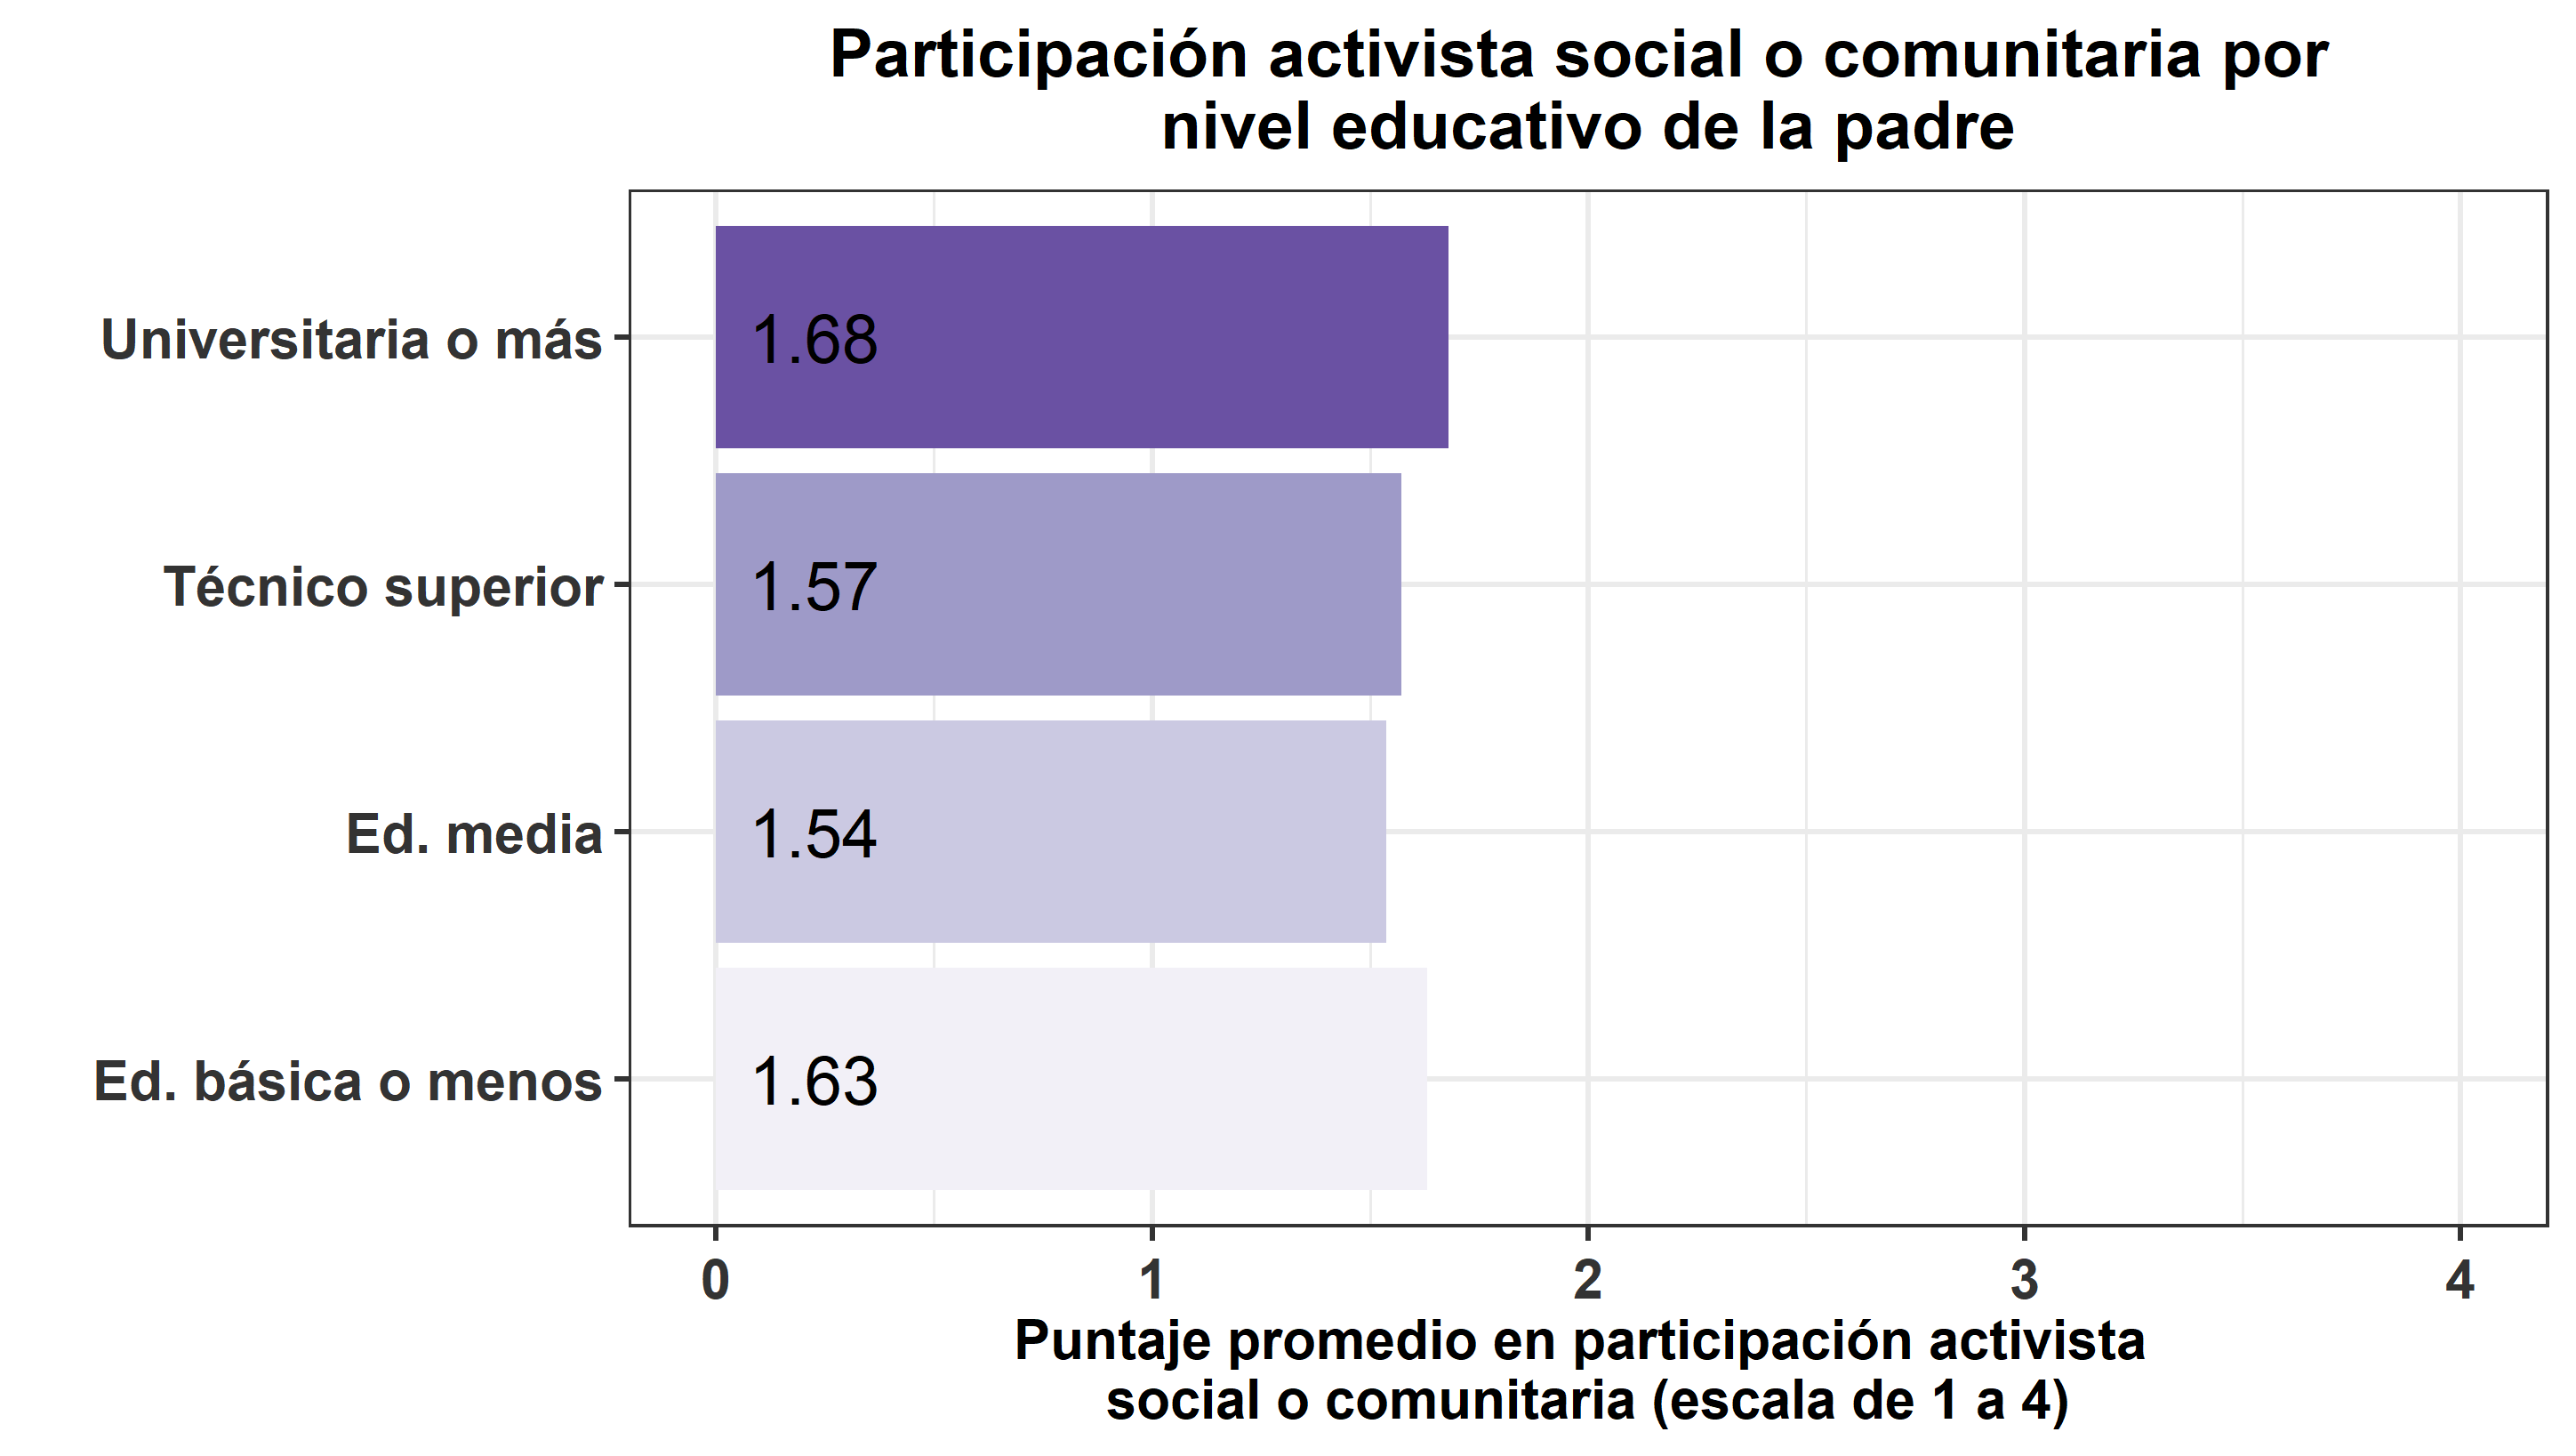 Participación activista social o comunitaria por
nivel educativo de la padre
Universitaria o más
1.68
Técnico superior
1.57
Ed. media
1.54
Ed. básica o menos
1.63
0 1 2 3 4
Puntaje promedio en participación activista
social o comunitaria (escala de 1 a 4)